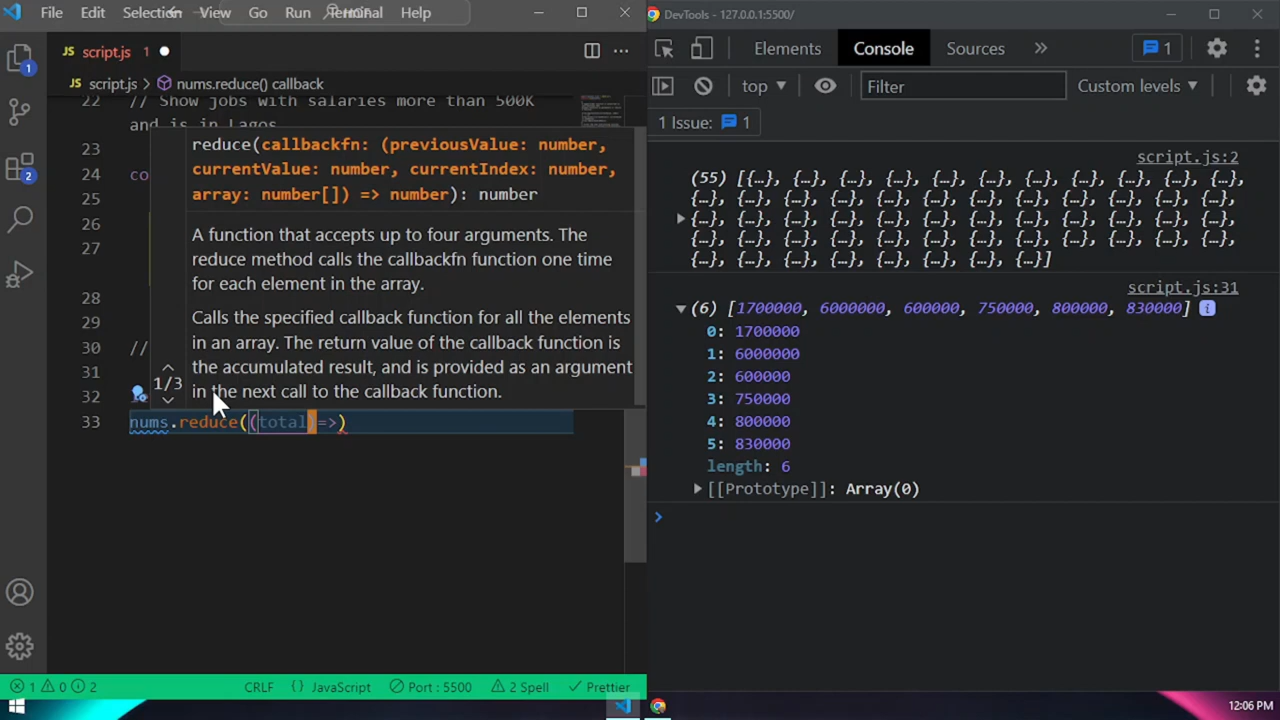 File Edit Selection View Go Run Terminal Help
JS script.js 1
JS script.js > nums.reduce() callback
22 // Show jobs with salaries more than 500K
and is in Lagos
23
24 co
25
26
27
28
29
30 //
31
32
33 nums.reduce((total)=>)
reduce(callbackfn: (previousValue: number,
currentValue: number, currentIndex: number,
array: number[]) => number): number
A function that accepts up to four arguments. The
reduce method calls the callbackfn function one time
for each element in the array.
Calls the specified callback function for all the elements
in an array. The return value of the callback function is
the accumulated result, and is provided as an argument
in the next call to the callback function.
1/3
1
2
1 0 2 CRLF {} JavaScript Port : 5500 2 Spell Prettier
DevTools - 127.0.0.1:5500/
Elements Console Sources » 1
top Filter Custom levels
1 Issue: 1
script.js:2
(55) [{…}, {…}, {…}, {…}, {…}, {…}, {…}, {…}, {…}, {…}, {…},
{…}, {…}, {…}, {…}, {…}, {…}, {…}, {…}, {…}, {…}, {…}, {…},
{…}, {…}, {…}, {…}, {…}, {…}, {…}, {…}, {…}, {…}, {…}, {…},
{…}, {…}, {…}, {…}, {…}, {…}, {…}, {…}, {…}, {…}, {…}, {…},
{…}, {…}, {…}, {…}, {…}, {…}, {…}, {…}]
script.js:31
(6) [1700000, 6000000, 600000, 750000, 800000, 830000] i
0: 1700000
1: 6000000
2: 600000
3: 750000
4: 800000
5: 830000
length: 6
[[Prototype]]: Array(0)
>
12:06 PM